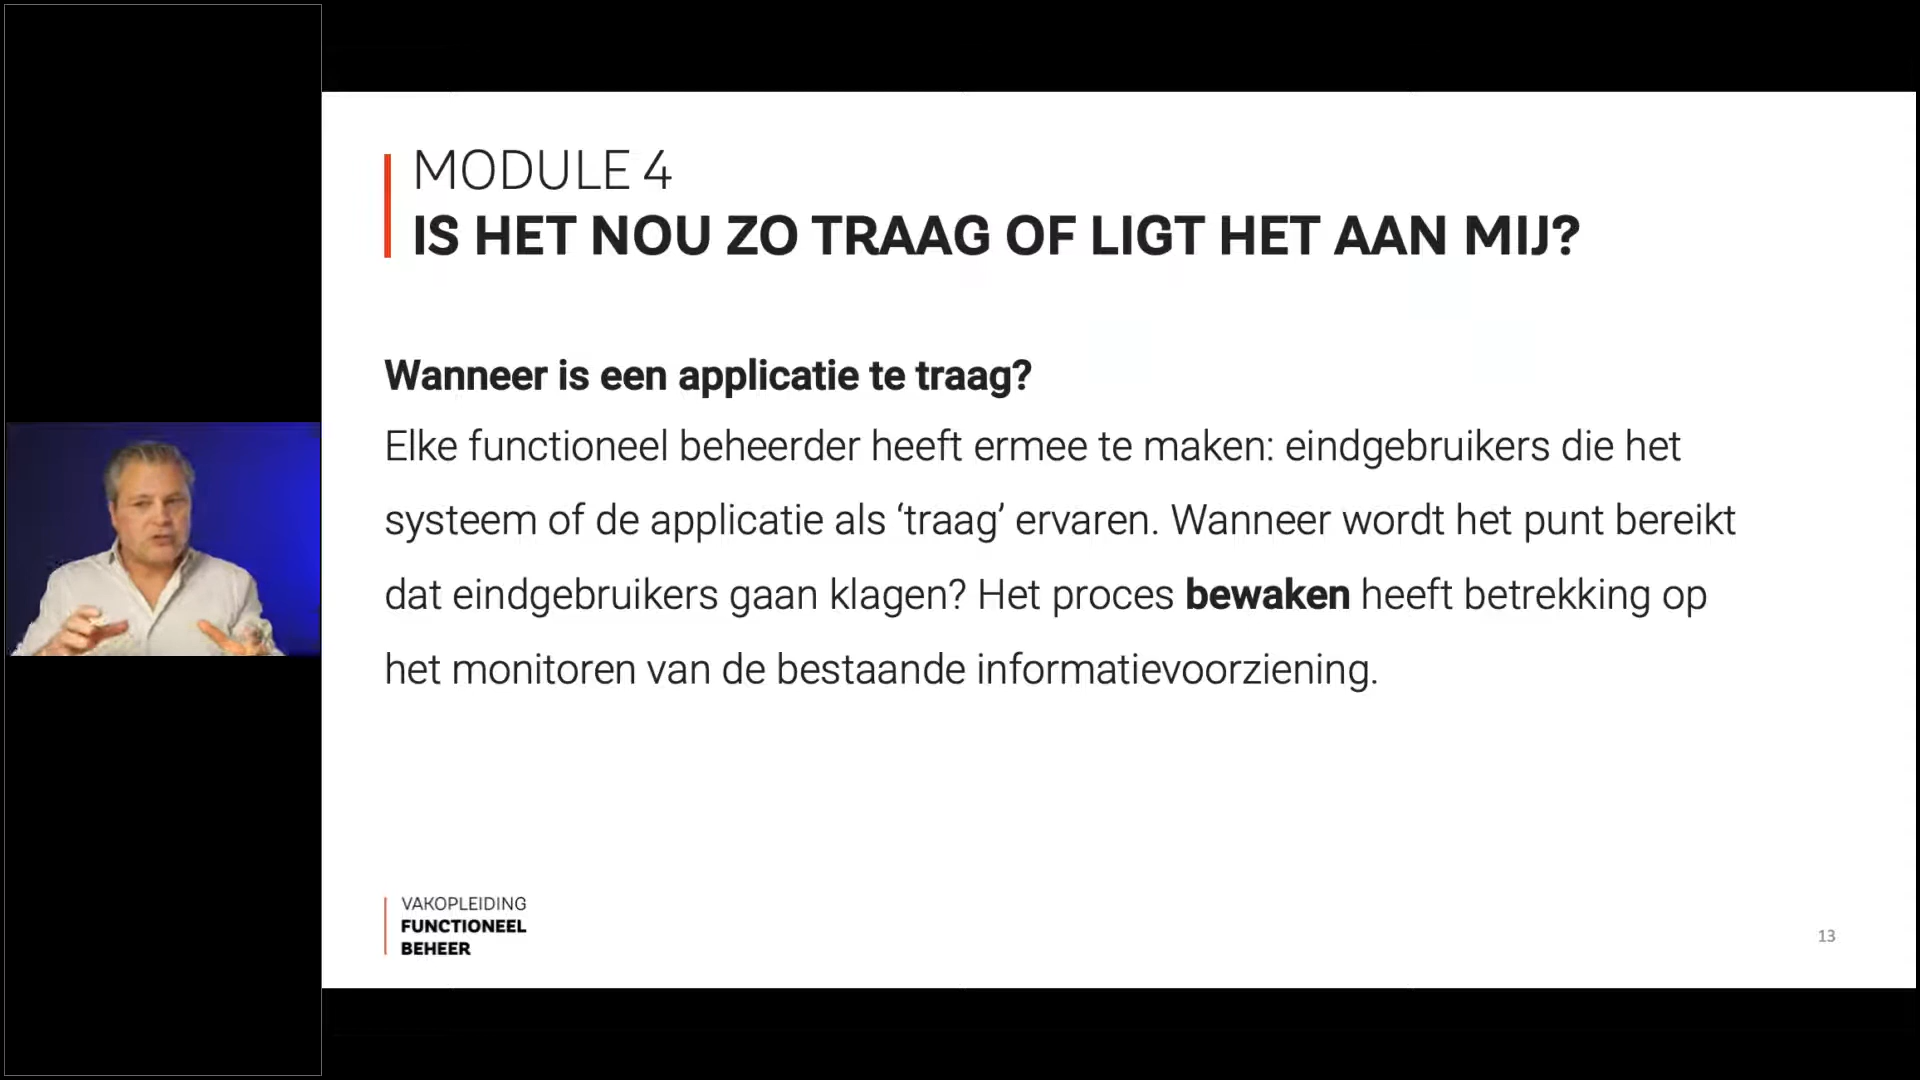 MODULE 4
IS HET NOU ZO TRAAG OF LIGT HET AAN MIJ?
Wanneer is een applicatie te traag?
Elke functioneel beheerder heeft ermee te maken: eindgebruikers die het
systeem of de applicatie als ‘traag’ ervaren. Wanneer wordt het punt bereikt
dat eindgebruikers gaan klagen? Het proces bewaken heeft betrekking op
het monitoren van de bestaande informatievoorziening.
VAKOPLEIDING
FUNCTIONEEL
BEHEER
13